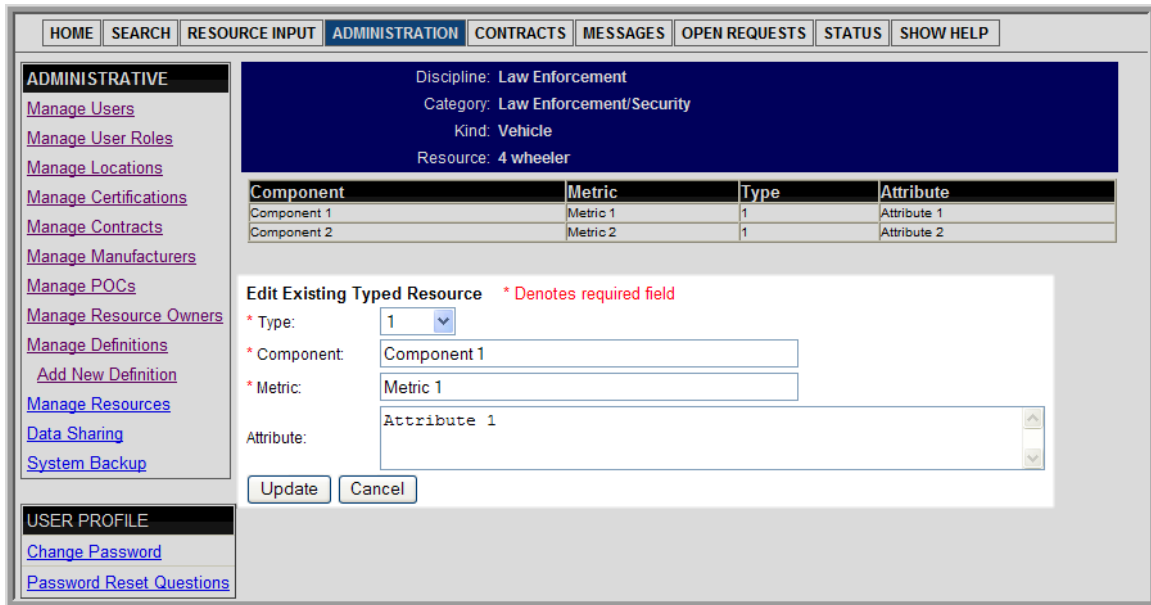 HOME SEARCH RESOURCE INPUT ADMINISTRATION CONTRACTS MESSAGES OPEN REQUESTS STATUS SHOW HELP
ADMINISTRATIVE
Manage Users
Manage User Roles
Manage Locations
Manage Certifications
Manage Contracts
Manage Manufacturers
Manage POCs
Manage Resource Owners
Manage Definitions
Add New Definition
Manage Resources
Data Sharing
System Backup
USER PROFILE
Change Password
Password Reset Questions
Discipline: Law Enforcement
Category: Law Enforcement/Security
Kind: Vehicle
Resource: 4 wheeler
Component Metric Type Attribute
Component 1 Metric 1 1 Attribute 1
Component 2 Metric 2 1 Attribute 2
Edit Existing Typed Resource * Denotes required field
* Type: 1
* Component: Component 1
* Metric: Metric 1
Attribute: Attribute 1
Update Cancel